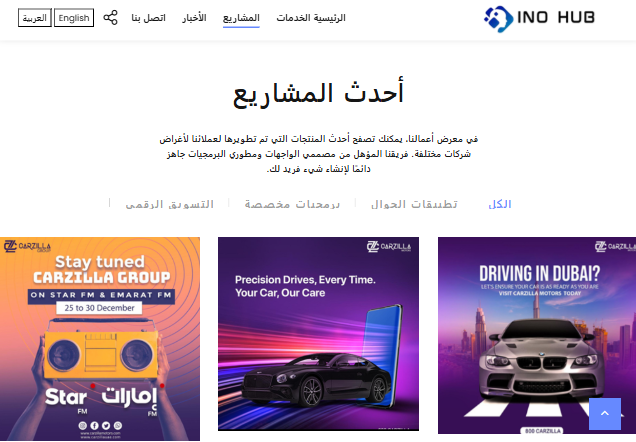 INO HUB
الرئيسية الخدمات
المشاريع
الأخبار
اتصل بنا
English
العربية
أحدث المشاريع
في معرض أعمالنا، يمكنك تصفح أحدث المنتجات التي تم تطويرها لعملائنا لأغراض
شركات مختلفة. فريقنا المؤهل من مصممي الواجهات ومطوري البرمجيات جاهز
دائمًا لإنشاء شيء فريد لك.
الكل
تطبيقات الجوال
برمجيات مخصصة
التسويق الرقمي
CARZILLA
Stay tuned
CARZILLA GROUP
ON STAR FM & EMARAT FM
25 to 30 December
Star FM
إمارات FM
CARZILLA
Precision Drives, Every Time.
Your Car, Our Care
CARZILLA
DRIVING IN DUBAI?
LET'S ENSURE YOUR CAR IS AS READY AS YOU ARE
VISIT CARZILLA MOTORS TODAY
800 CARZILLA